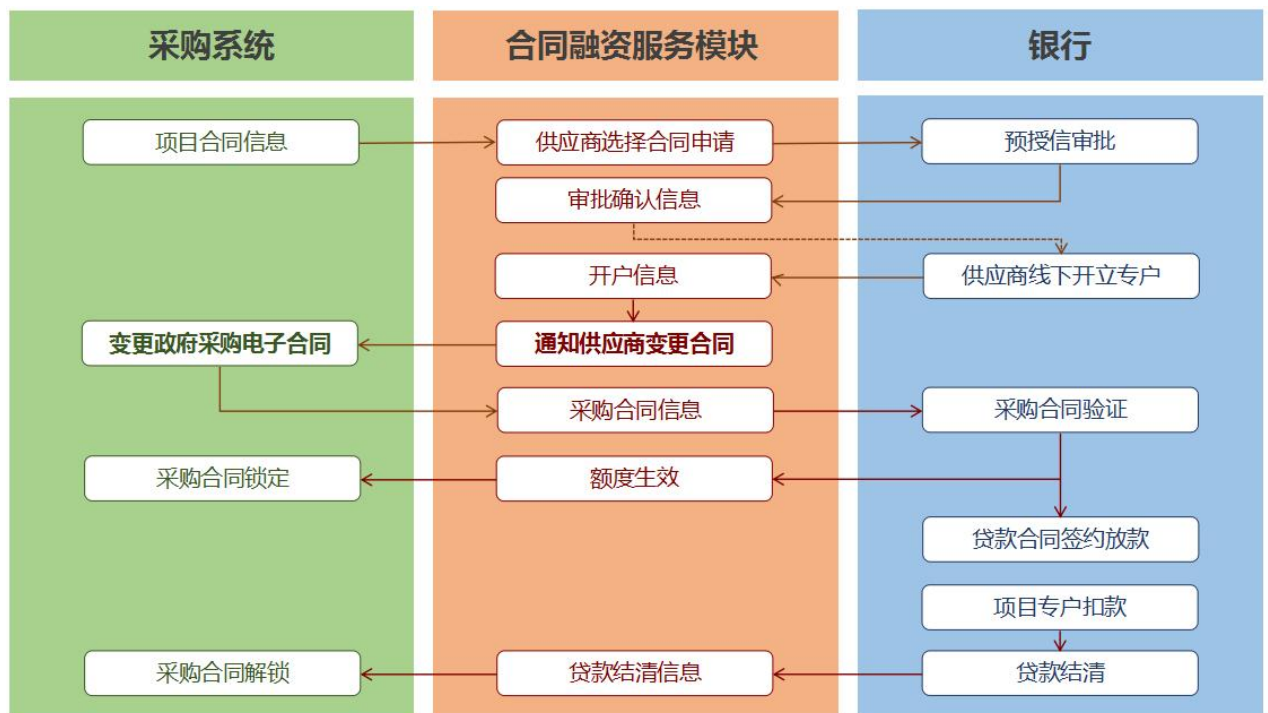 采购系统
合同融资服务模块
银行
项目合同信息
供应商选择合同申请
预授信审批
审批确认信息
开户信息
供应商线下开立专户
变更政府采购电子合同
通知供应商变更合同
采购合同信息
采购合同验证
采购合同锁定
额度生效
贷款合同签约放款
项目专户扣款
采购合同解锁
贷款结清信息
贷款结清